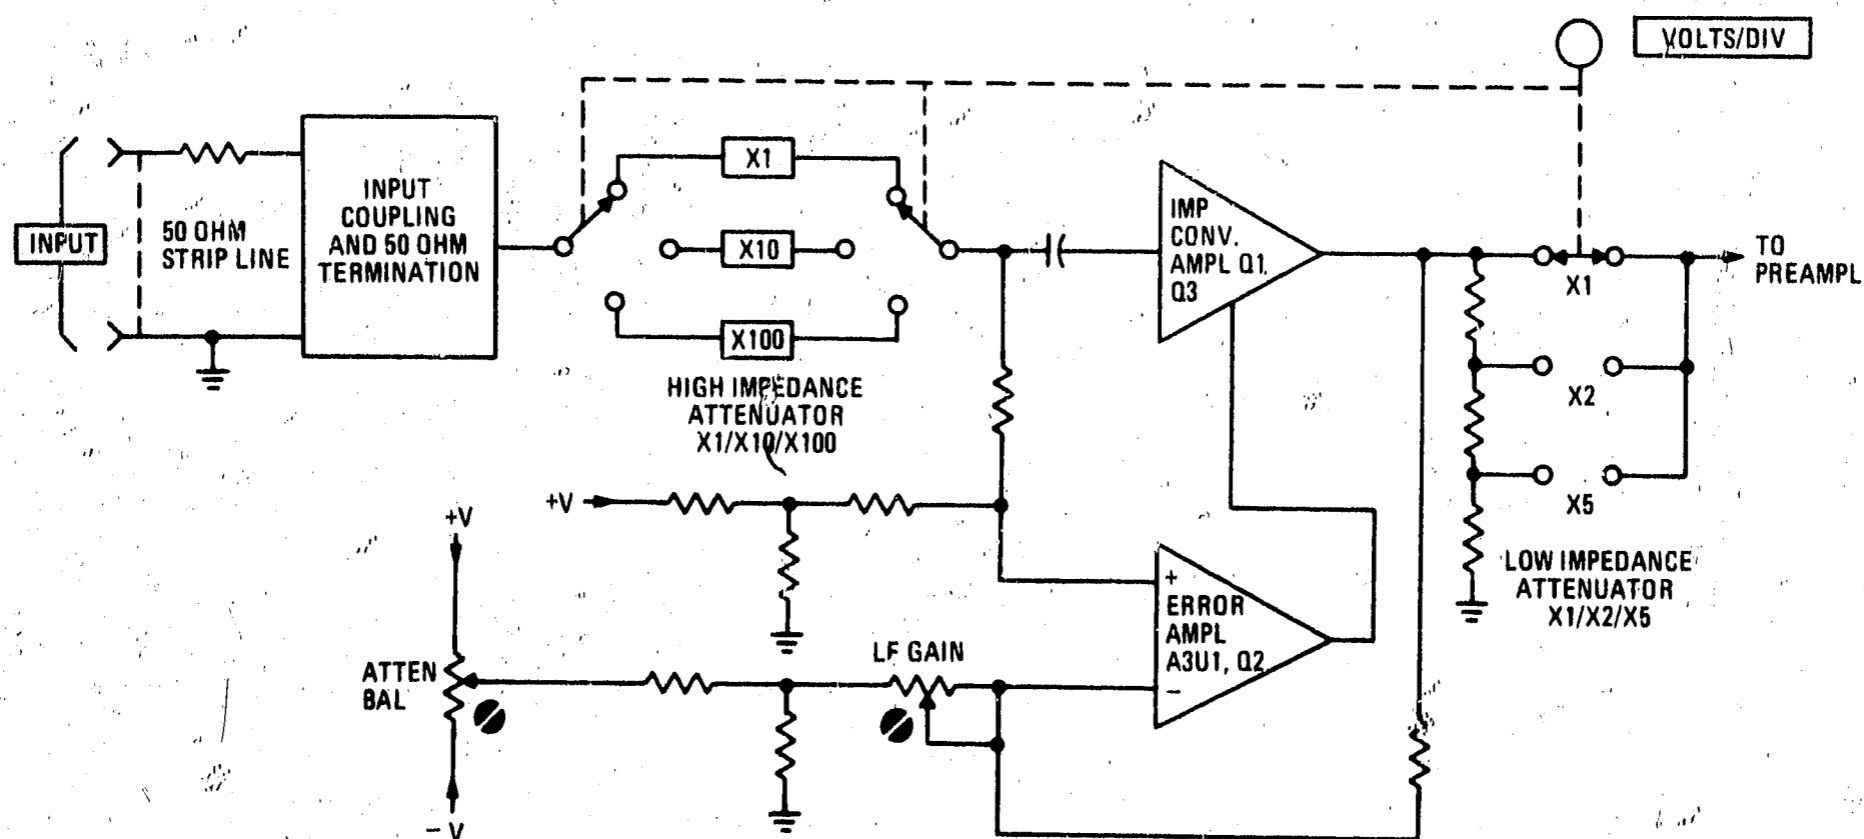 VOLTS/DIV
INPUT
50 OHM
STRIP LINE
INPUT
COUPLING
AND 50 OHM
TERMINATION
X1
X10
X100
HIGH IMPEDANCE
ATTENUATOR
X1/X10/X100
IMP
CONV.
AMPL Q1,
Q3
X1
X2
X5
TO
PREAMPL
LOW IMPEDANCE
ATTENUATOR
X1/X2/X5
+V
+V
ATTEN
BAL
-V
LF GAIN
+
ERROR
AMPL
A3U1, Q2
-